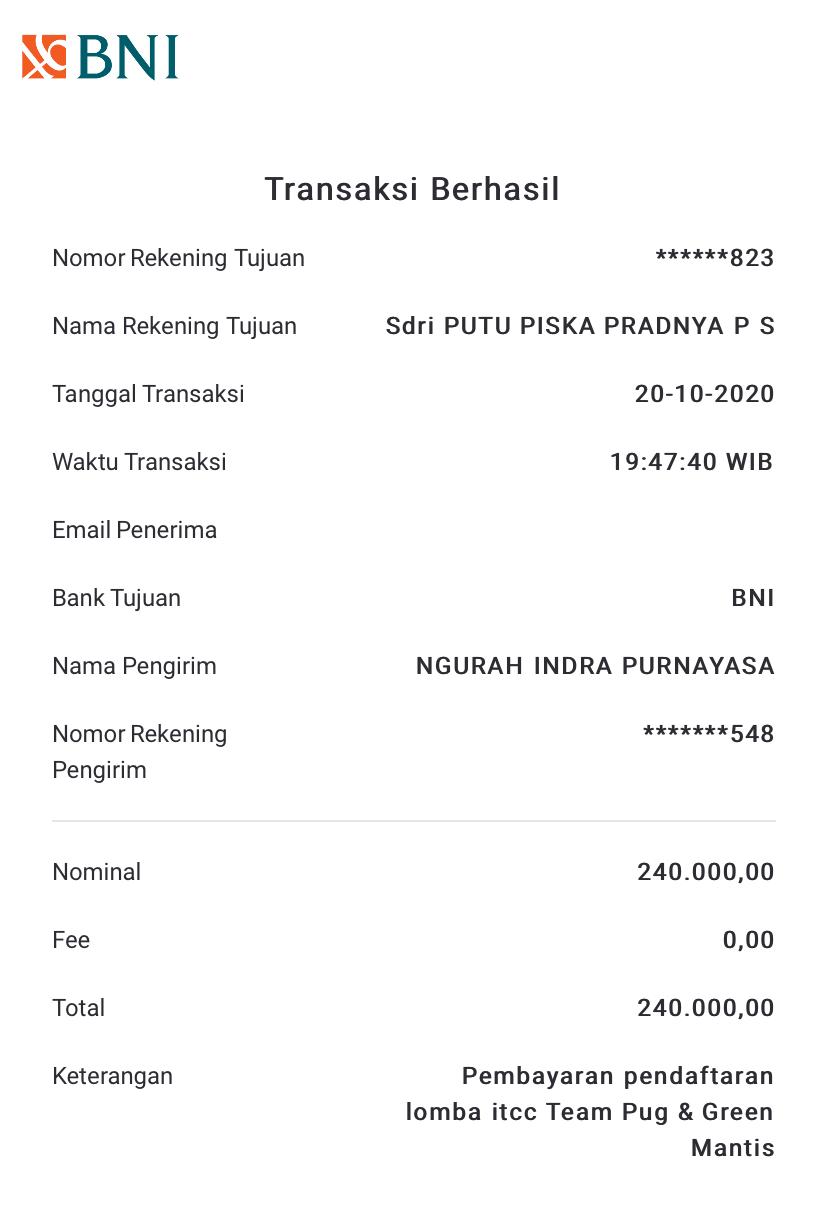 BNI
Transaksi Berhasil
Nomor Rekening Tujuan ******823
Nama Rekening Tujuan Sdri PUTU PISKA PRADNYA P S
Tanggal Transaksi 20-10-2020
Waktu Transaksi 19:47:40 WIB
Email Penerima
Bank Tujuan BNI
Nama Pengirim NGURAH INDRA PURNAYASA
Nomor Rekening *******548
Pengirim
Nominal 240.000,00
Fee 0,00
Total 240.000,00
Keterangan Pembayaran pendaftaran
lomba itcc Team Pug & Green
Mantis